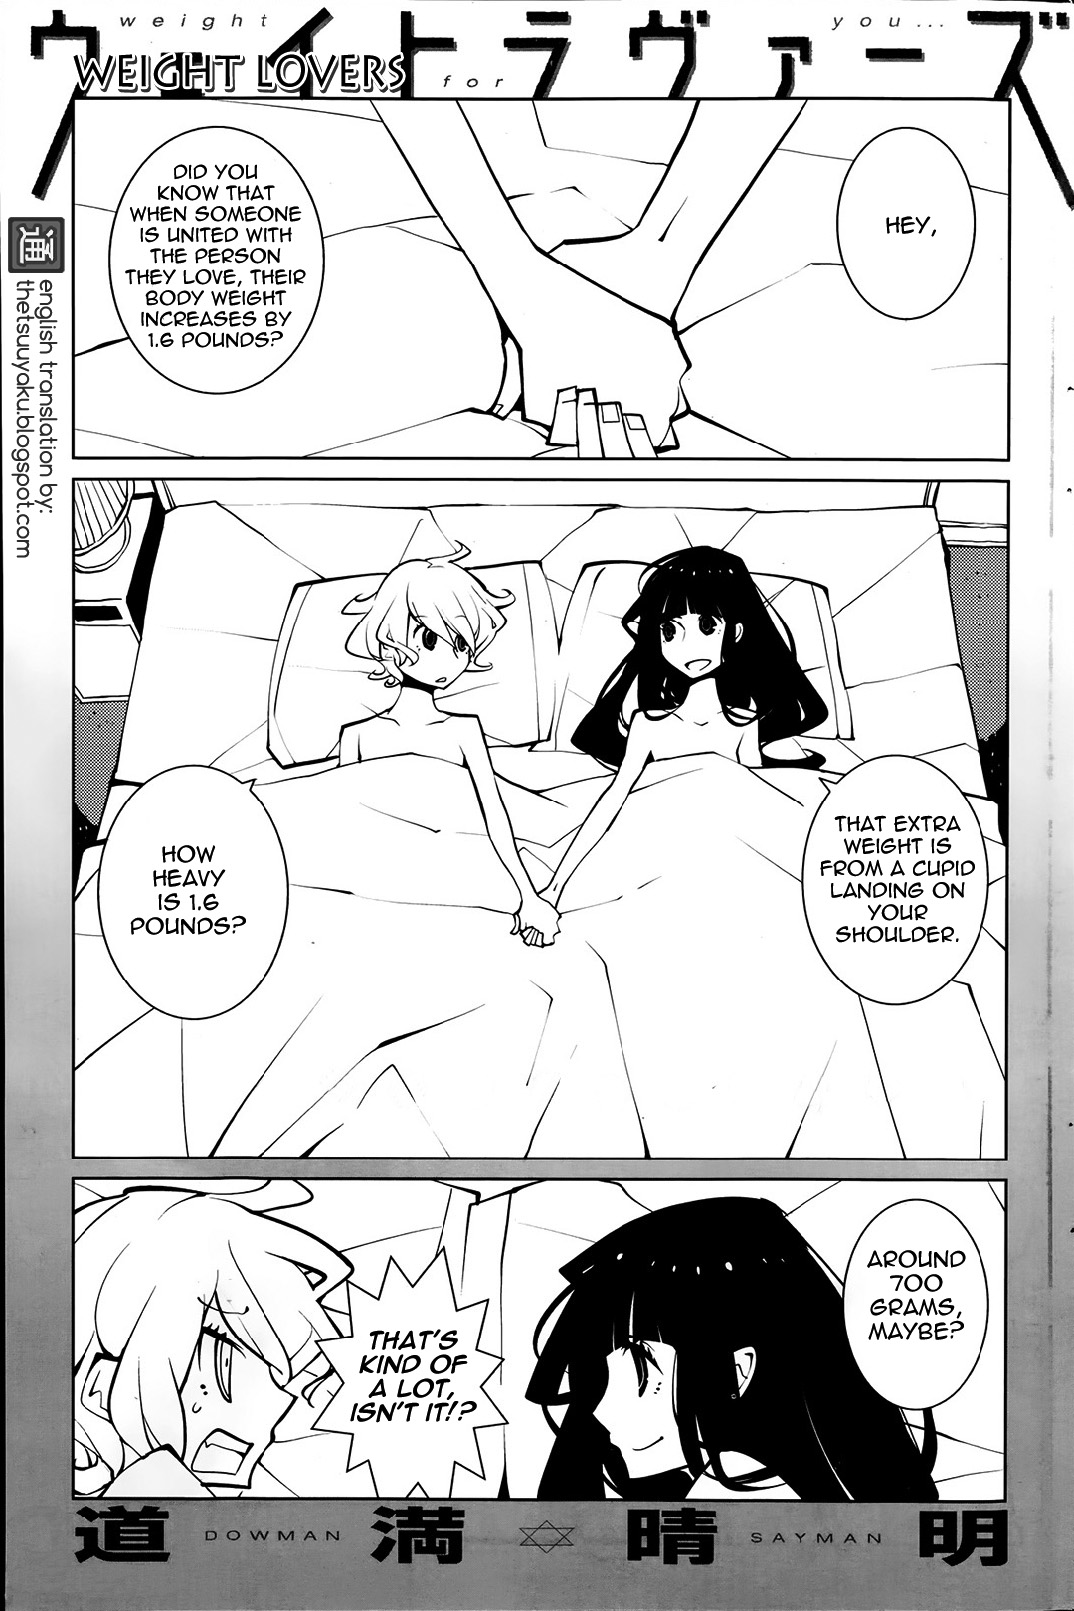 weight you...
ウェイトラヴァーズ
WEIGHT LOVERS
for
HEY,
DID YOU
KNOW THAT
WHEN SOMEONE
IS UNITED WITH
THE PERSON
THEY LOVE, THEIR
BODY WEIGHT
INCREASES BY
1.6 POUNDS?
通
english translation by:
thetsuuyaku.blogspot.com
THAT EXTRA
WEIGHT IS
FROM A CUPID
LANDING ON
YOUR
SHOULDER.
HOW
HEAVY
IS 1.6
POUNDS?
AROUND
700
GRAMS,
MAYBE?
THAT'S
KIND OF
A LOT,
ISN'T IT!?
道 DOWMAN 満 晴 SAYMAN 明